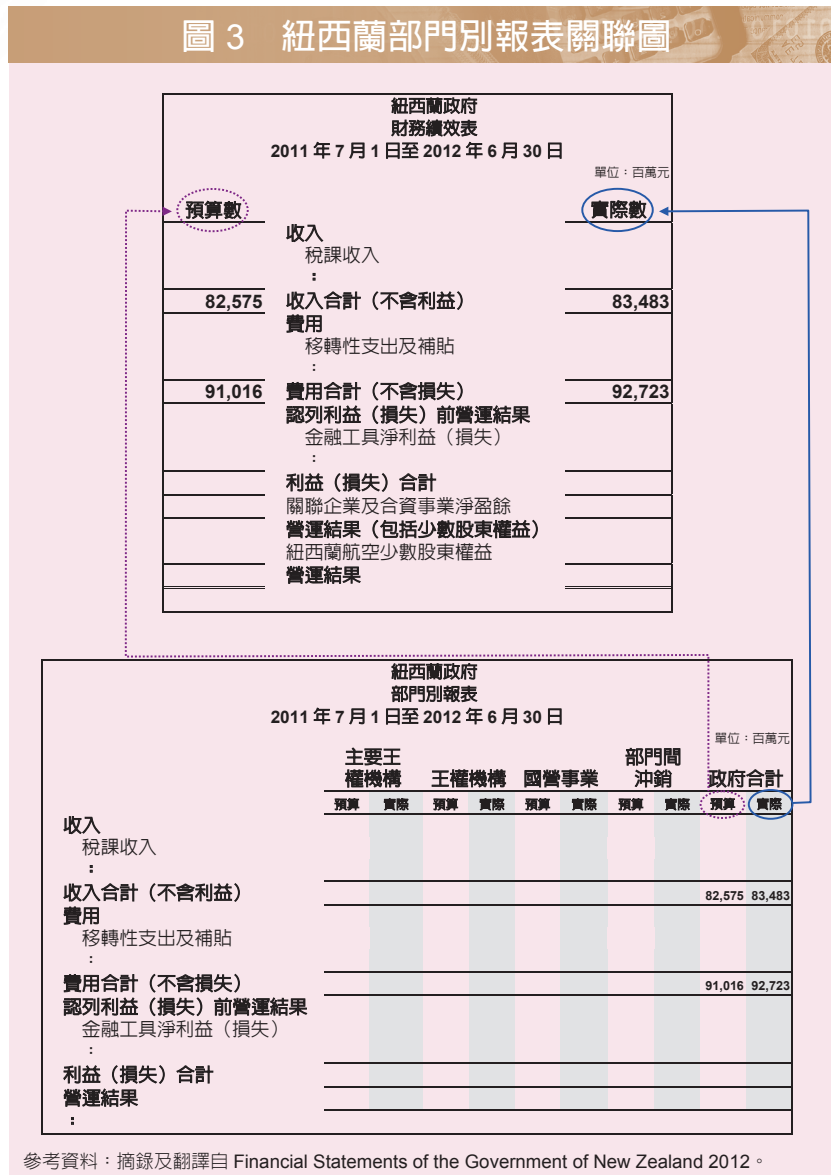 圖 3　紐西蘭部門別報表關聯圖
紐西蘭政府
財務績效表
2011 年 7 月 1 日至 2012 年 6 月 30 日
單位：百萬元
預算數 實際數
收入
稅課收入
：
82,575 收入合計（不含利益） 83,483
費用
移轉性支出及補貼
：
91,016 費用合計（不含損失） 92,723
認列利益（損失）前營運結果
金融工具淨利益（損失）
：
利益（損失）合計
關聯企業及合資事業淨盈餘
營運結果（包括少數股東權益）
紐西蘭航空少數股東權益
營運結果
紐西蘭政府
部門別報表
2011 年 7 月 1 日至 2012 年 6 月 30 日
單位：百萬元
主要王 部門間
權機構 王權機構 國營事業 沖銷 政府合計
預算 實際 預算 實際 預算 實際 預算 實際 預算 實際
收入
稅課收入
：
收入合計（不含利益） 82,575 83,483
費用
移轉性支出及補貼
：
費用合計（不含損失） 91,016 92,723
認列利益（損失）前營運結果
金融工具淨利益（損失）
：
利益（損失）合計
營運結果
：
參考資料：摘錄及翻譯自 Financial Statements of the Government of New Zealand 2012。